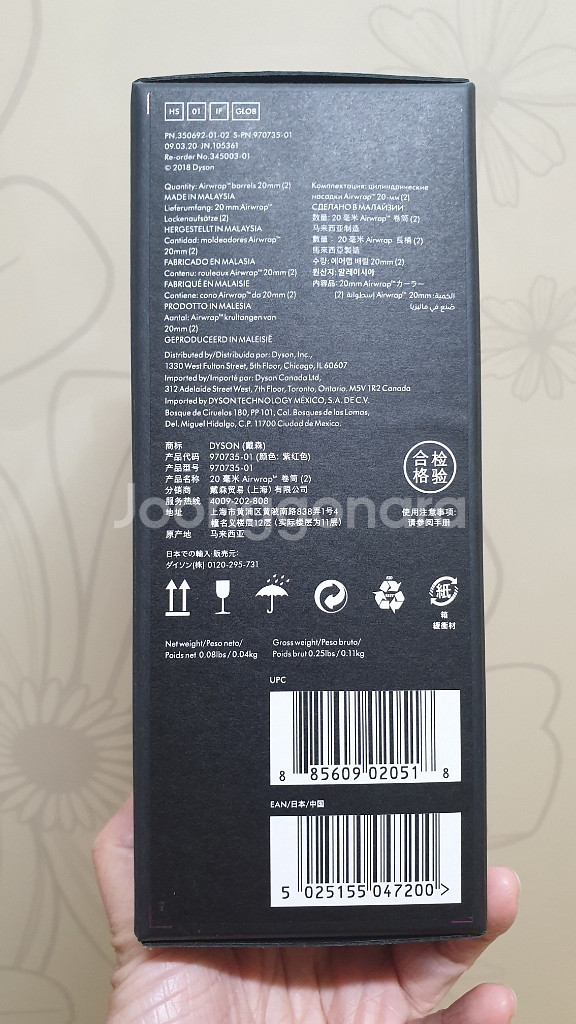 HS 01 IF GLOB
PN.350692-01-02 S-PN.970735-01
09.03.20 JN.105361
Re-order No.345003-01
© 2018 Dyson
Quantity: Airwrap™ barrels 20mm (2)
MADE IN MALAYSIA
Lieferumfang: 20 mm Airwrap™
Lockenaufsätze (2)
HERGESTELLT IN MALAYSIA
Cantidad: moldeadores Airwrap™
20mm (2)
FABRICADO EN MALASIA
Contenu: rouleaux Airwrap™ 20mm (2)
FABRIQUÉ EN MALAISIE
Contiene: cono Airwrap™ da 20mm (2)
PRODOTTO IN MALESIA
Aantal: Airwrap™ krultangen van
20mm (2)
GEPRODUCEERD IN MALEISIË
Комплектация: цилиндрические
насадки Airwrap™ 20-мм (2)
СДЕЛАНО В МАЛАЙЗИИ
数量: 20 毫米 Airwrap™ 卷筒 (2)
马来西亚制造
數量： 20 毫米 Airwrap 長桶 (2)
馬來西亞製造
수량: 에어랩 배럴 20mm (2)
원산지: 말레이시아
内容品: 20mm Airwrap™ カーラー
الكمية: Airwrap™ 20mm إسطوانة (2)
صنع في ماليزيا
Distributed by/Distribuida por: Dyson, Inc.,
1330 West Fulton Street, 5th Floor, Chicago, IL 60607
Imported by/Importé par: Dyson Canada Ltd,
312 Adelaide Street West, 7th Floor, Toronto, Ontario. M5V 1R2 Canada
Imported by DYSON TECHNOLOGY MÉXICO, S.A. DE C.V.
Bosque de Ciruelos 180, PP 101, Col. Bosques de las Lomas,
Del. Miguel Hidalgo, C.P. 11700 Ciudad de Mexico.
商标 DYSON (戴森)
产品代码 970735-01 (颜色: 紫红色)
产品型号 970735-01
产品名称 20 毫米 Airwrap™ 卷筒 (2)
分销商 戴森贸易 (上海) 有限公司
服务热线 4009-202-808
地址 上海市黄浦区黄陂南路838弄1号4
幢名义楼层12层 (实际楼层为11层)
原产地 马来西亚
合检
格验
使用注意事项:
请参阅手册
Joonggonara
日本での輸入·販売元:
ダイソン(株) 0120-295-731
紙
箱
緩衝材
Net weight/Peso neto/
Poids net 0.08lbs / 0.04kg
Gross weight/Peso bruto/
Poids brut 0.25lbs / 0.11kg
UPC
8 85609 02051 8
EAN/日本/中国
5 025155 047200 >